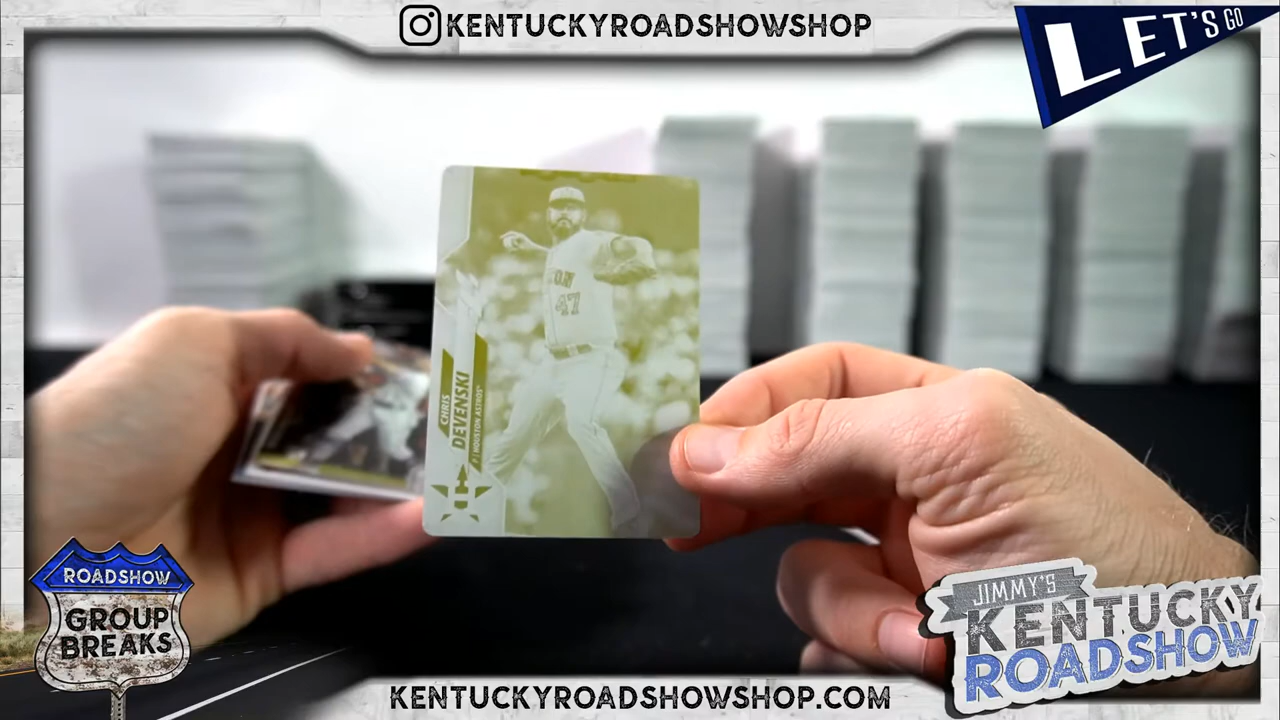 KENTUCKYROADSHOWSHOP
LET'S GO
47
CHRIS
DEVENSKI
HOUSTON ASTROS
ROADSHOW
GROUP
BREAKS
JIMMY'S
KENTUCKY
ROADSHOW
KENTUCKYROADSHOWSHOP.COM